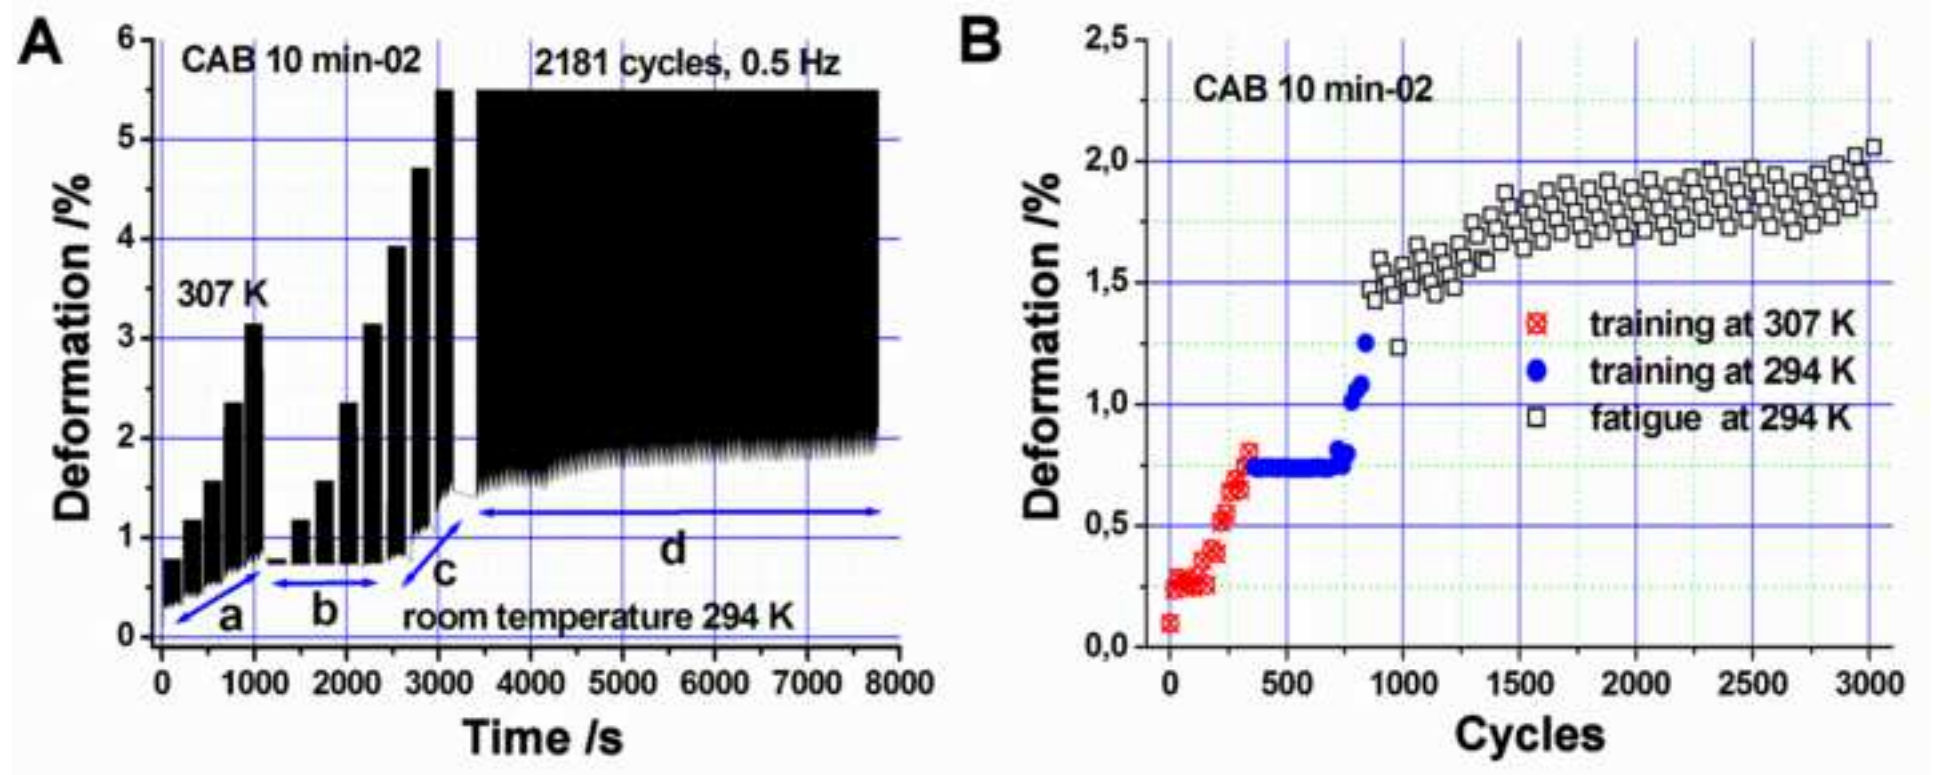 A
CAB 10 min-02
2181 cycles, 0.5 Hz
307 K
a
b
c
d
room temperature 294 K
Deformation /%
6
5
4
3
2
1
0
0 1000 2000 3000 4000 5000 6000 7000 8000
Time /s
B
CAB 10 min-02
training at 307 K
training at 294 K
fatigue at 294 K
Deformation /%
2,5
2,0
1,5
1,0
0,5
0,0
0 500 1000 1500 2000 2500 3000
Cycles